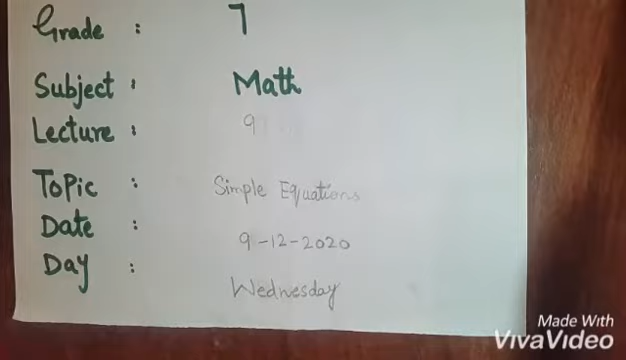 Grade : 7
Subject : Math
Lecture : 9
Topic : Simple Equations
Date : 9-12-2020
Day : Wednesday
Made With
VivaVideo